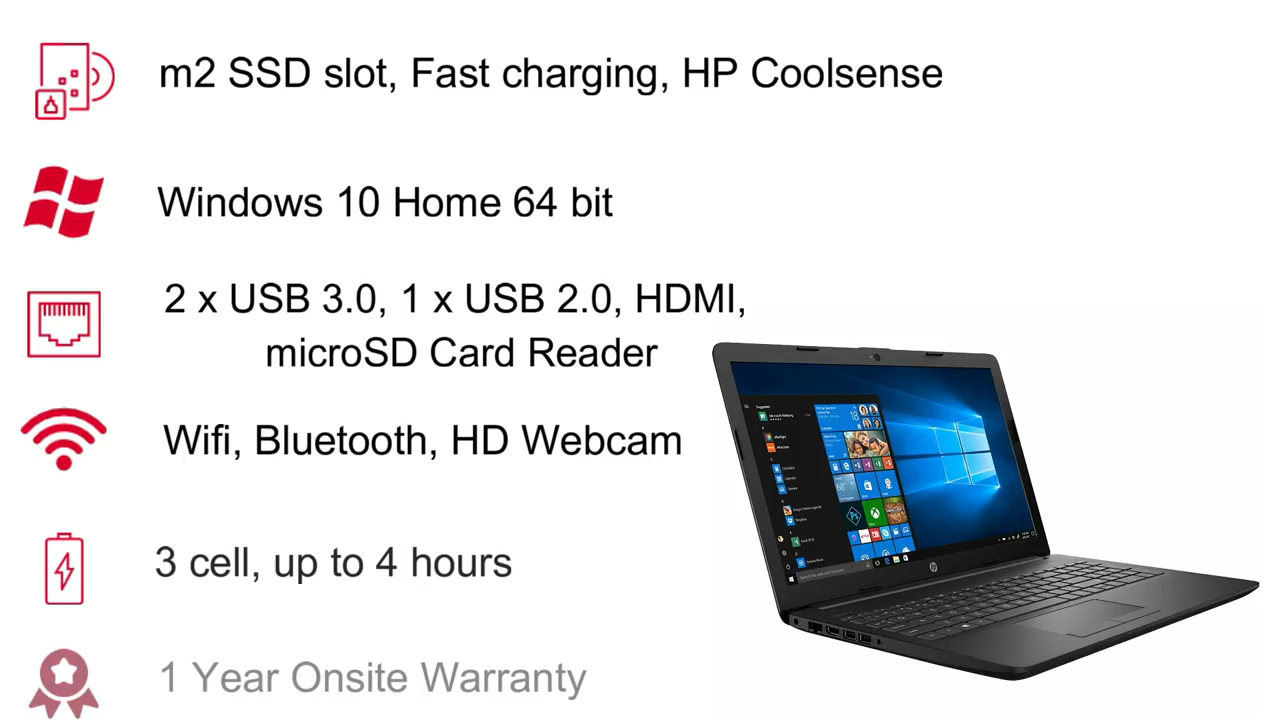 m2 SSD slot, Fast charging, HP Coolsense
Windows 10 Home 64 bit
2 x USB 3.0, 1 x USB 2.0, HDMI,
microSD Card Reader
Wifi, Bluetooth, HD Webcam
3 cell, up to 4 hours
1 Year Onsite Warranty